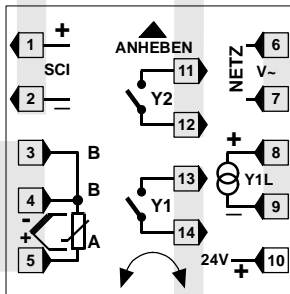 1 +
SCI
2 —
ANHEBEN
11
Y2
12
NETZ
6
V~
7
3 B
4 B
- +
5 A
13
Y1
14
+ 8
Y1L
— 9
24V + 10